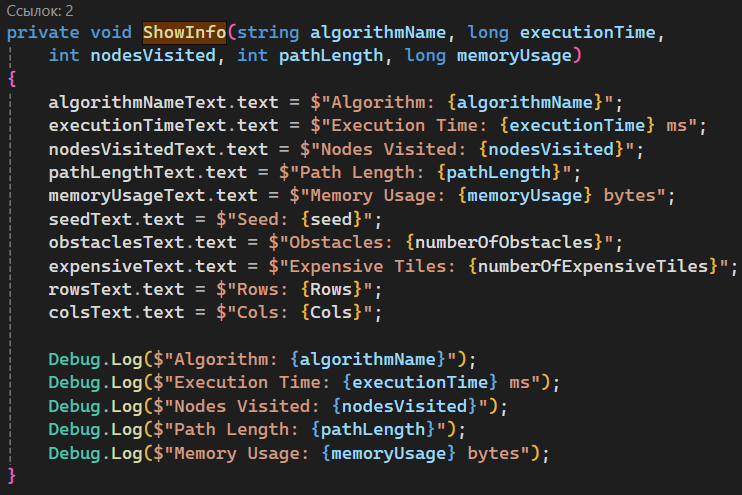 Ссылок: 2
private void ShowInfo(string algorithmName, long executionTime,
    int nodesVisited, int pathLength, long memoryUsage)
{
    algorithmNameText.text = $"Algorithm: {algorithmName}";
    executionTimeText.text = $"Execution Time: {executionTime} ms";
    nodesVisitedText.text = $"Nodes Visited: {nodesVisited}";
    pathLengthText.text = $"Path Length: {pathLength}";
    memoryUsageText.text = $"Memory Usage: {memoryUsage} bytes";
    seedText.text = $"Seed: {seed}";
    obstaclesText.text = $"Obstacles: {numberOfObstacles}";
    expensiveText.text = $"Expensive Tiles: {numberOfExpensiveTiles}";
    rowsText.text = $"Rows: {Rows}";
    colsText.text = $"Cols: {Cols}";

    Debug.Log($"Algorithm: {algorithmName}");
    Debug.Log($"Execution Time: {executionTime} ms");
    Debug.Log($"Nodes Visited: {nodesVisited}");
    Debug.Log($"Path Length: {pathLength}");
    Debug.Log($"Memory Usage: {memoryUsage} bytes");
}